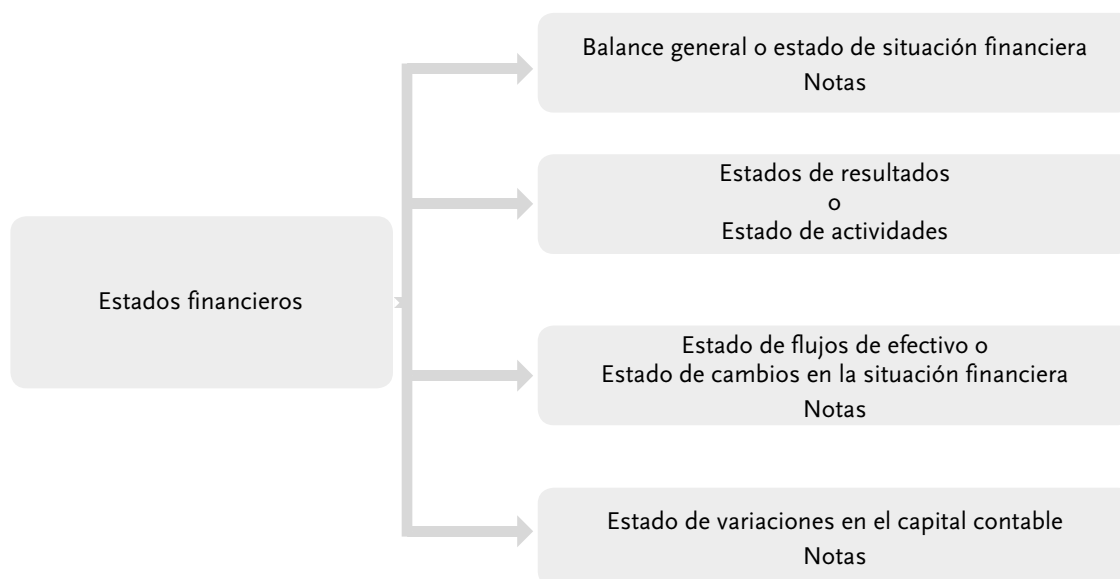 Balance general o estado de situación financiera
Notas
Estados de resultados
o
Estado de actividades
Estados financieros
Estado de flujos de efectivo o
Estado de cambios en la situación financiera
Notas
Estado de variaciones en el capital contable
Notas